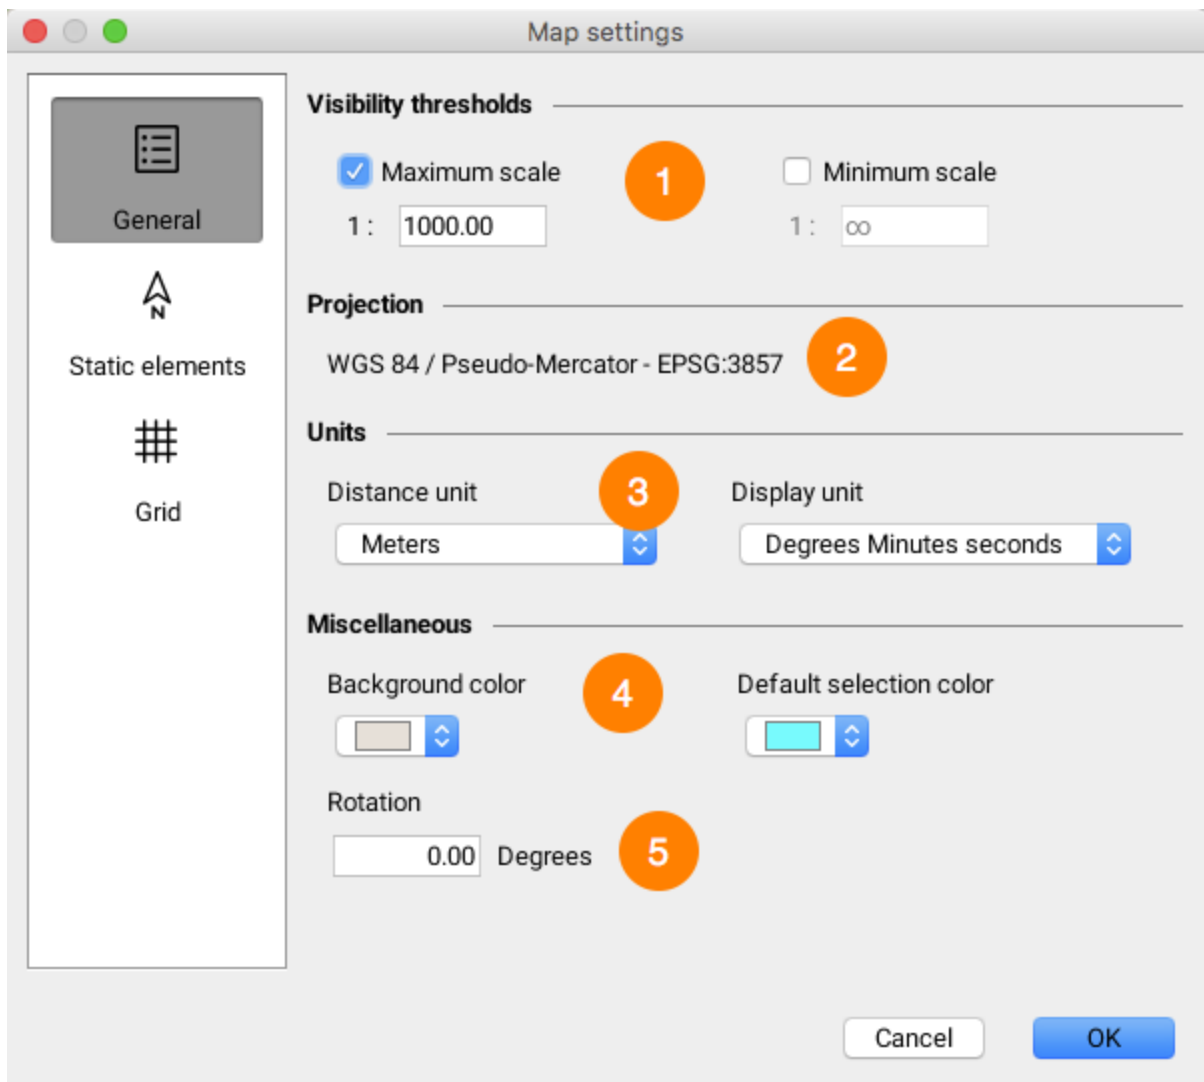 Map settings
General
N
Static elements
Grid
Visibility thresholds
Maximum scale
1
Minimum scale
1 : 1000.00
1 : ∞
Projection
WGS 84 / Pseudo-Mercator - EPSG:3857
2
Units
Distance unit
3
Display unit
Meters
Degrees Minutes seconds
Miscellaneous
Background color
4
Default selection color
Rotation
0.00 Degrees
5
Cancel
OK